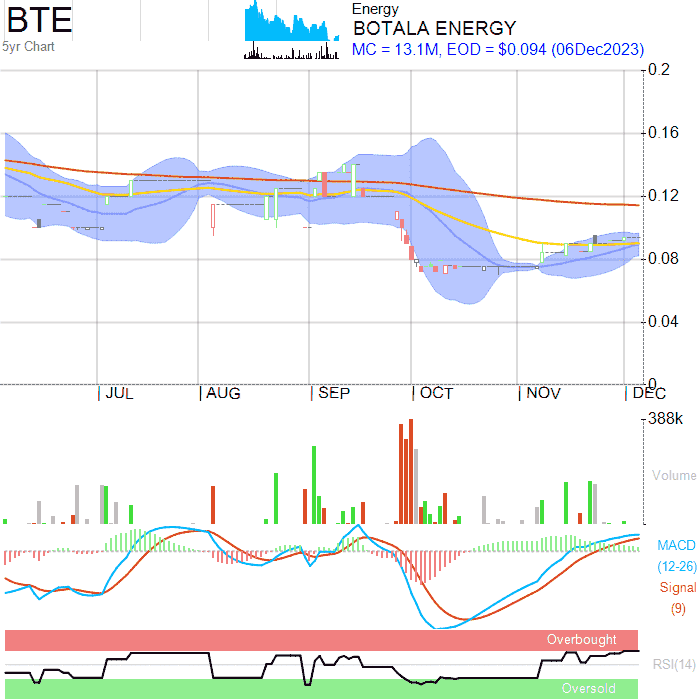 BTE
5yr Chart
Energy
BOTALA ENERGY
MC = 13.1M, EOD = $0.094 (06Dec2023)
0.2
0.16
0.12
0.08
0.04
0
JUL
AUG
SEP
OCT
NOV
DEC
388k
Volume
MACD
(12-26)
Signal
(9)
Overbought
RSI(14)
Oversold